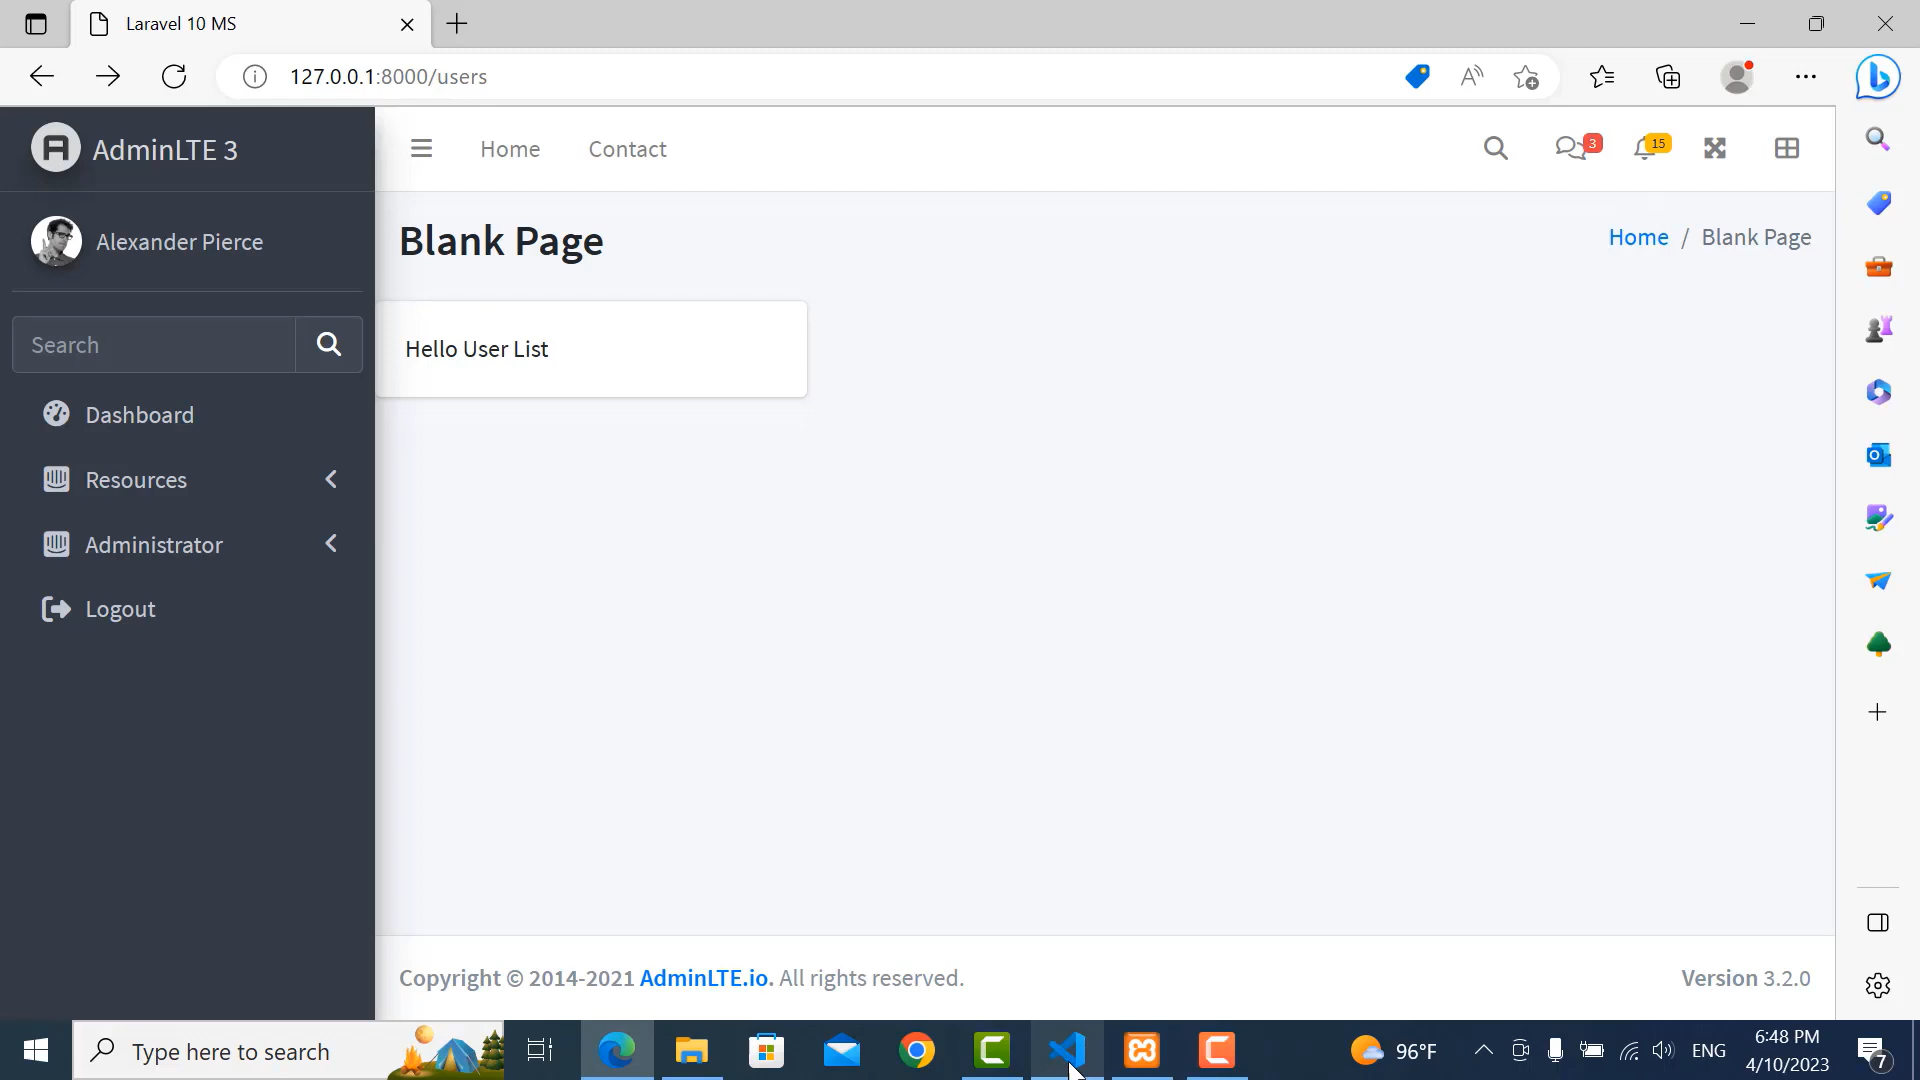 Laravel 10 MS
127.0.0.1:8000/users
AdminLTE 3
Home Contact
3
15
Alexander Pierce
Blank Page
Home / Blank Page
Search
Hello User List
Dashboard
Resources
Administrator
Logout
Copyright © 2014-2021 AdminLTE.io. All rights reserved.
Version 3.2.0
Type here to search
96°F
ENG
6:48 PM
4/10/2023
7